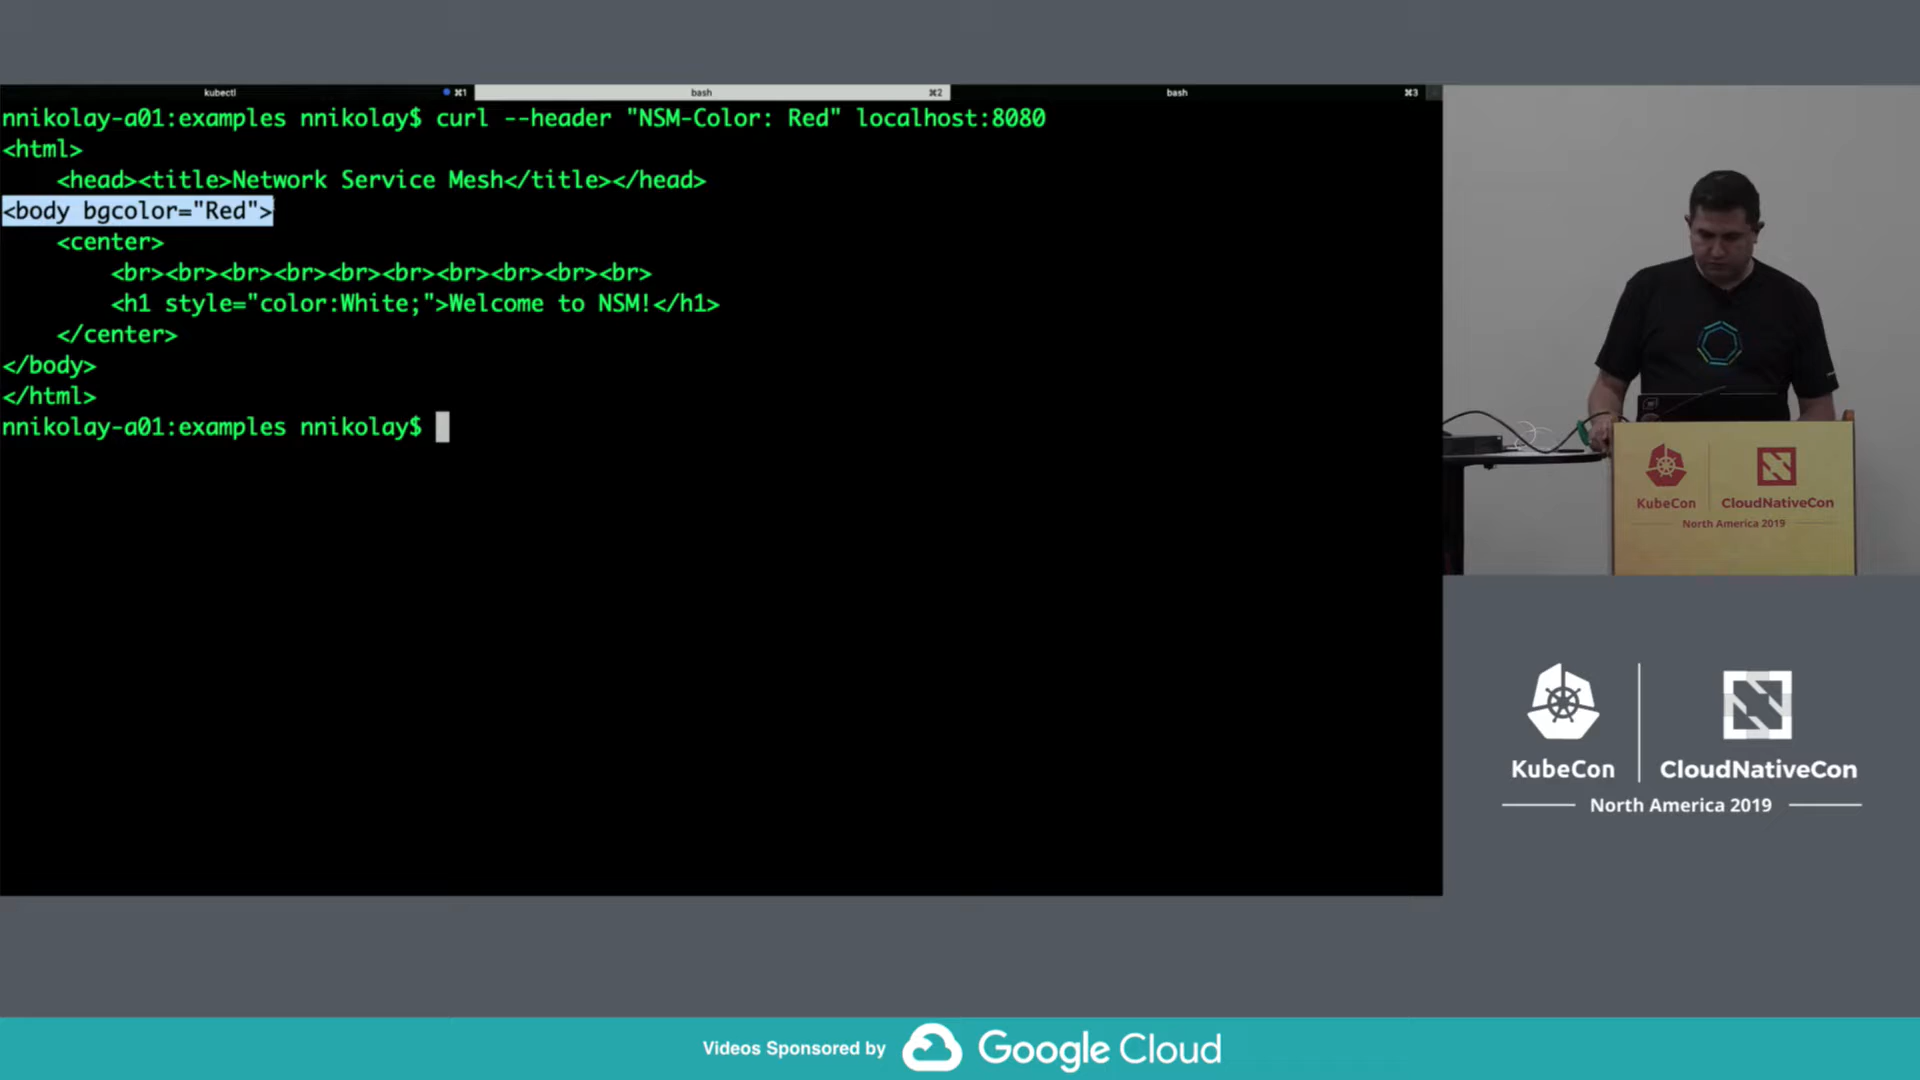 kubectl ⌘1 bash ⌘2 bash ⌘3
nnikolay-a01:examples nnikolay$ curl --header "NSM-Color: Red" localhost:8080
<html>
    <head><title>Network Service Mesh</title></head>
<body bgcolor="Red">
    <center>
        <br><br><br><br><br><br><br><br><br><br>
        <h1 style="color:White;">Welcome to NSM!</h1>
    </center>
</body>
</html>
nnikolay-a01:examples nnikolay$
KubeCon CloudNativeCon
North America 2019
KubeCon CloudNativeCon
North America 2019
Videos Sponsored by Google Cloud